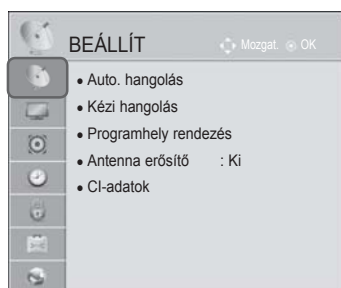 BEÁLLÍT
Mozgat. OK
Auto. hangolás
Kézi hangolás
Programhely rendezés
Antenna erősítő : Ki
CI-adatok